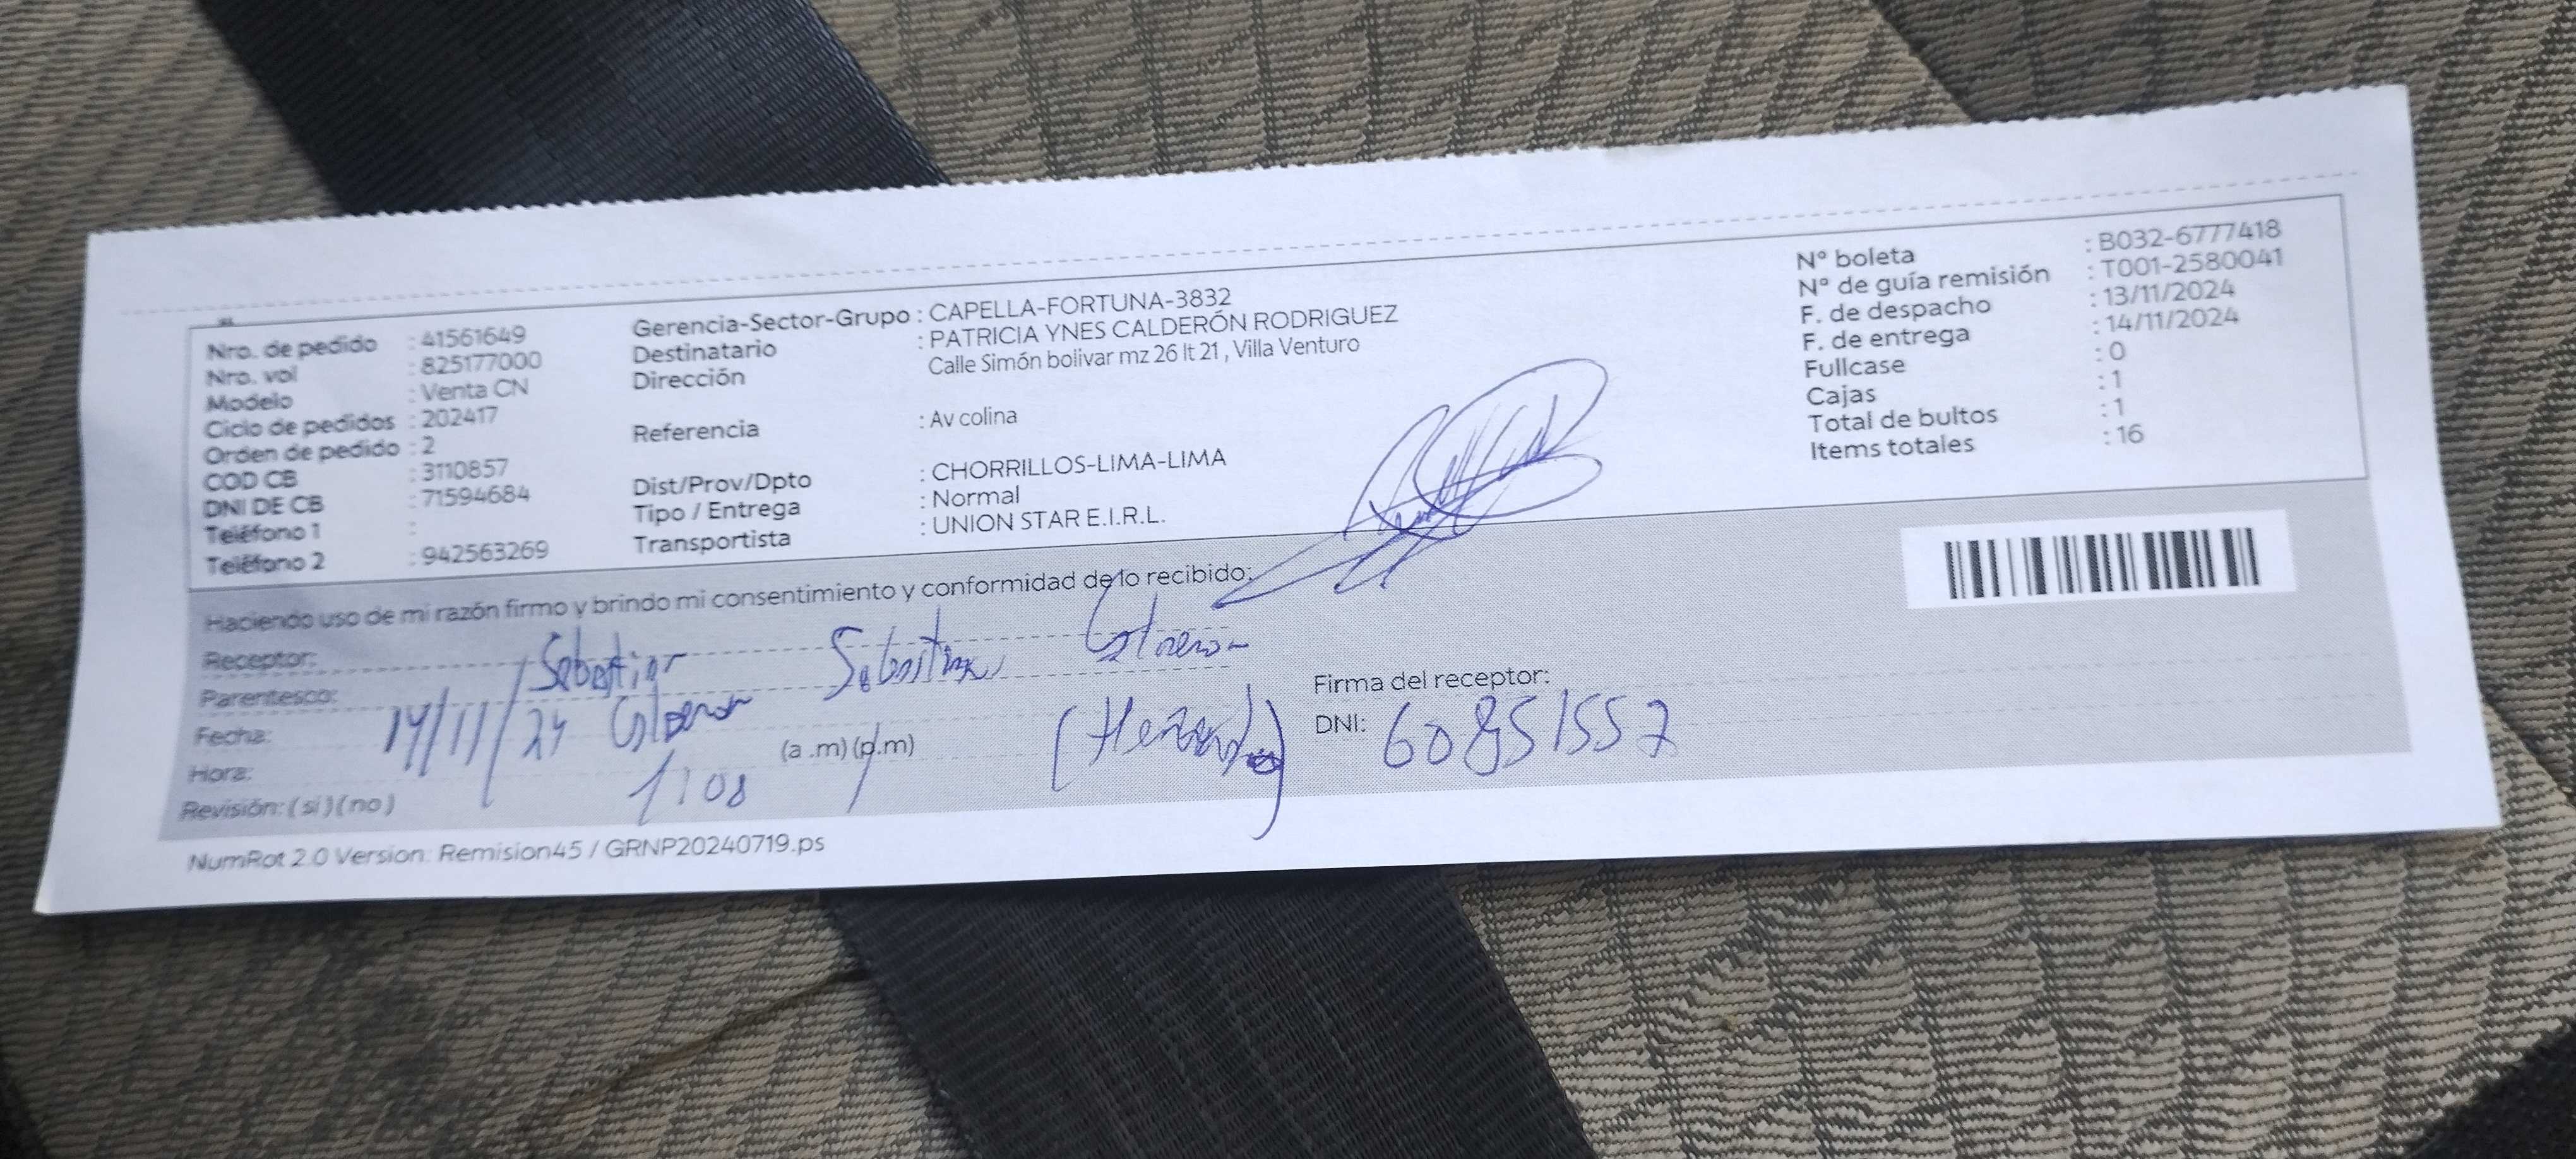 Nro. de pedido : 41561649
Nro. vol : 825177000
Modelo : Venta CN
Ciclo de pedidos : 202417
Orden de pedido : 2
COD CB : 3110857
DNI DE CB : 71594684
Teléfono 1 :
Teléfono 2 : 942563269
Gerencia-Sector-Grupo : CAPELLA-FORTUNA-3832
Destinatario : PATRICIA YNES CALDERÓN RODRIGUEZ
Dirección Calle Simón bolivar mz 26 lt 21 , Villa Venturo
Referencia : Av colina
Dist/Prov/Dpto : CHORRILLOS-LIMA-LIMA
Tipo / Entrega : Normal
Transportista : UNION STAR E.I.R.L.
N° boleta : B032-6777418
N° de guía remisión : T001-2580041
F. de despacho : 13/11/2024
F. de entrega : 14/11/2024
Fullcase : 0
Cajas : 1
Total de bultos : 1
Items totales : 16
Haciendo uso de mi razón firmo y brindo mi consentimiento y conformidad de lo recibido:
Receptor: Sebastian Sebastian
Parentesco:
Fecha: 14/11/24
Hora: 1:08 (a .m) (p.m)
Revisión: ( si ) ( no )
Firma del receptor:
DNI: 60851557
NumRot 2.0 Version: Remision45 / GRNP20240719.ps